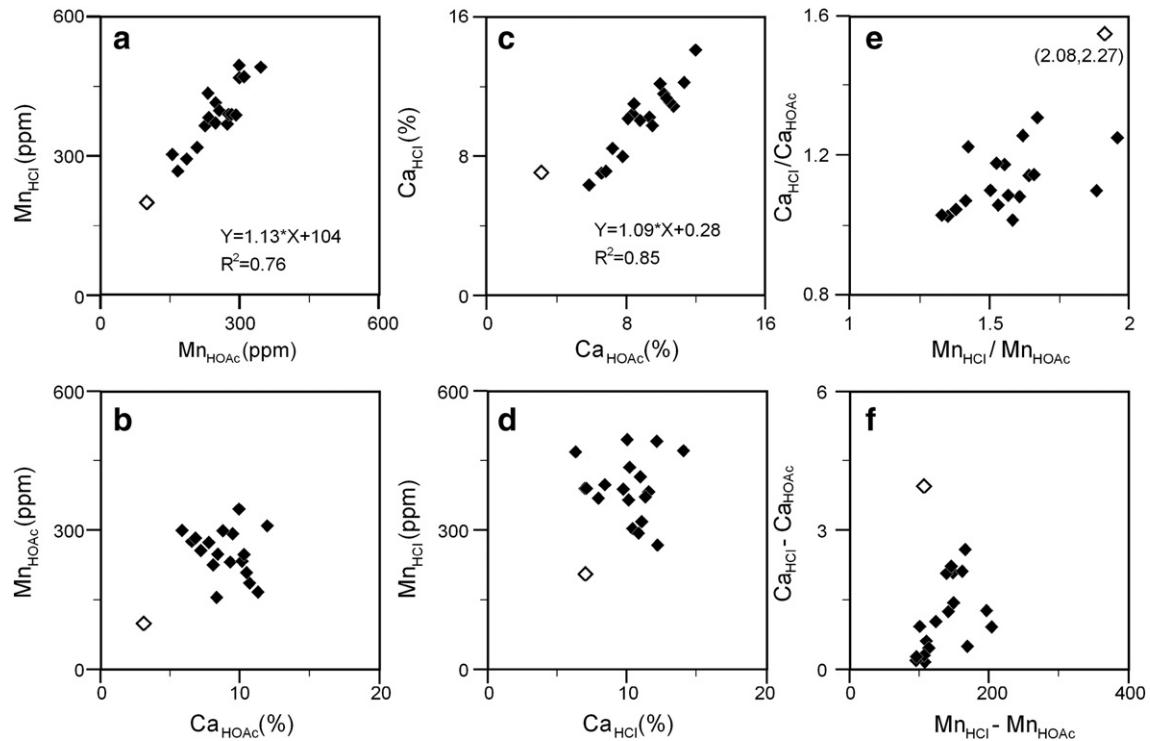 a
600
300
0
0
300
600
Mn_HCl (ppm)
Mn_HOAc (ppm)
Y=1.13*X+104
R²=0.76
c
16
8
0
0
8
16
Ca_HCl (%)
Ca_HOAc (%)
Y=1.09*X+0.28
R²=0.85
e
1.6
1.2
0.8
1
1.5
2
(2.08,2.27)
Ca_HCl / Ca_HOAc
Mn_HCl / Mn_HOAc
b
600
300
0
0
10
20
Mn_HOAc (ppm)
Ca_HOAc (%)
d
600
300
0
0
10
20
Mn_HCl (ppm)
Ca_HCl (%)
f
6
3
0
0
200
400
Ca_HCl - Ca_HOAc
Mn_HCl - Mn_HOAc